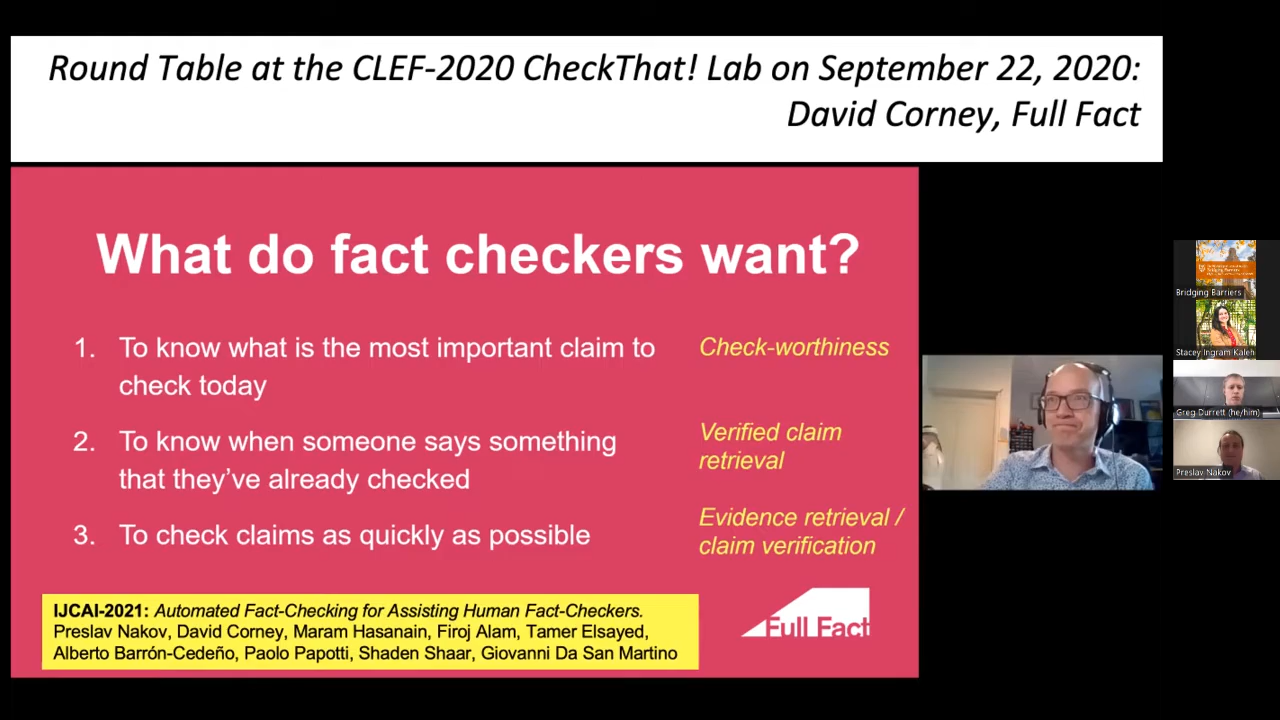 Round Table at the CLEF-2020 CheckThat! Lab on September 22, 2020:
David Corney, Full Fact
What do fact checkers want?
1. To know what is the most important claim to
check today
Check-worthiness
2. To know when someone says something
that they've already checked
Verified claim
retrieval
3. To check claims as quickly as possible
Evidence retrieval /
claim verification
IJCAI-2021: Automated Fact-Checking for Assisting Human Fact-Checkers.
Preslav Nakov, David Corney, Maram Hasanain, Firoj Alam, Tamer Elsayed,
Alberto Barrón-Cedeño, Paolo Papotti, Shaden Shaar, Giovanni Da San Martino
Full Fact
Bridging Barriers
Stacey Ingram Kaleh
Greg Durrett (he/him)
Preslav Nakov